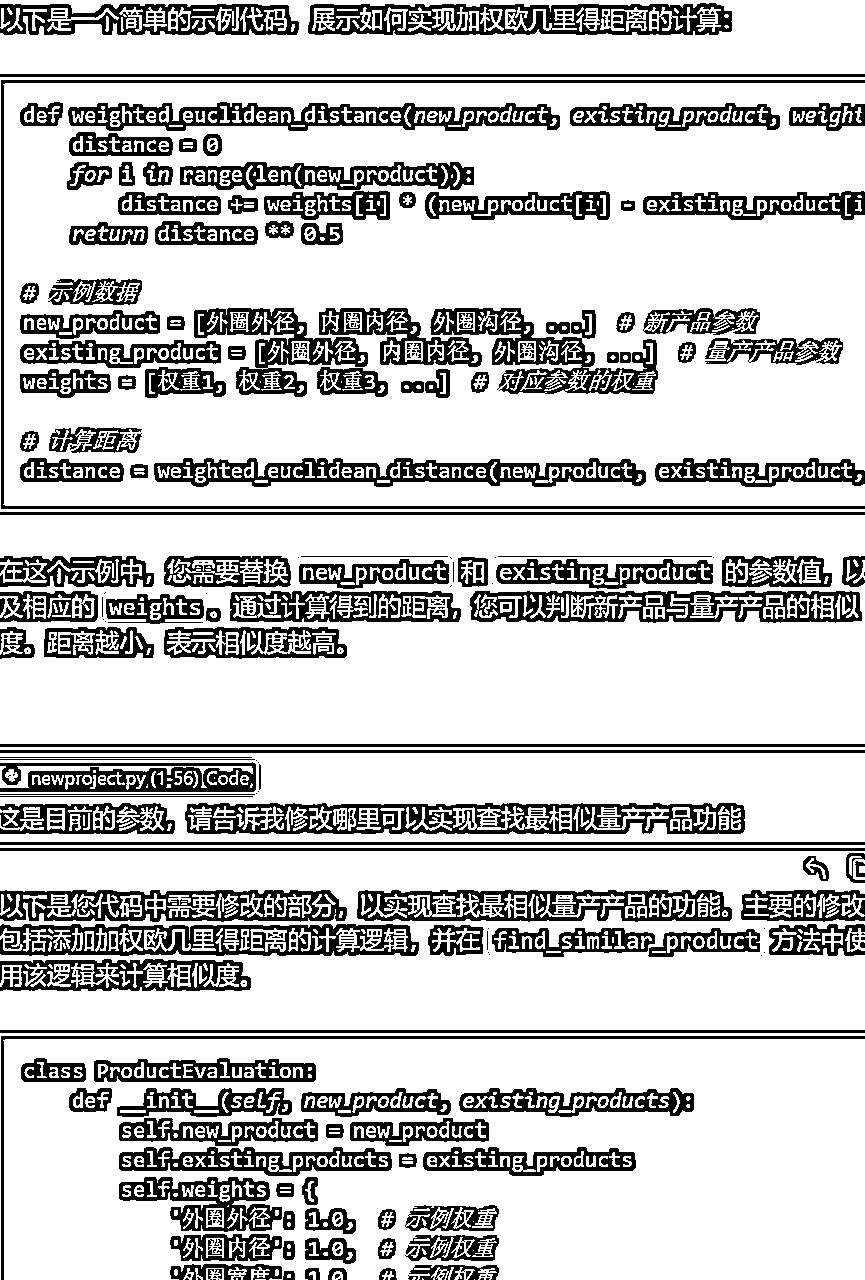 以下是一个简单的示例代码，展示如何实现加权欧几里得距离的计算：
def weighted_euclidean_distance(new_product, existing_product, weight
    distance = 0
    for i in range(len(new_product)):
        distance += weights[i] * (new_product[i] - existing_product[i
    return distance ** 0.5
# 示例数据
new_product = [外圈外径, 内圈内径, 外圈沟径, ...]  # 新产品参数
existing_product = [外圈外径, 内圈内径, 外圈沟径, ...]  # 量产产品参数
weights = [权重1, 权重2, 权重3, ...]  # 对应参数的权重
# 计算距离
distance = weighted_euclidean_distance(new_product, existing_product,
在这个示例中，您需要替换 new_product 和 existing_product 的参数值，以
及相应的 weights 。通过计算得到的距离，您可以判断新产品与量产产品的相似
度。距离越小，表示相似度越高。
newproject.py (1-56) Code,
这是目前的参数，请告诉我修改哪里可以实现查找最相似量产产品功能
以下是您代码中需要修改的部分，以实现查找最相似量产产品的功能。主要的修改
包括添加加权欧几里得距离的计算逻辑，并在 find_similar_product 方法中使
用该逻辑来计算相似度。
class ProductEvaluation:
    def __init__(self, new_product, existing_products):
        self.new_product = new_product
        self.existing_products = existing_products
        self.weights = {
            '外圈外径': 1.0,  # 示例权重
            '外圈内径': 1.0,  # 示例权重
            '外圈宽度': 1.0,  # 示例权重